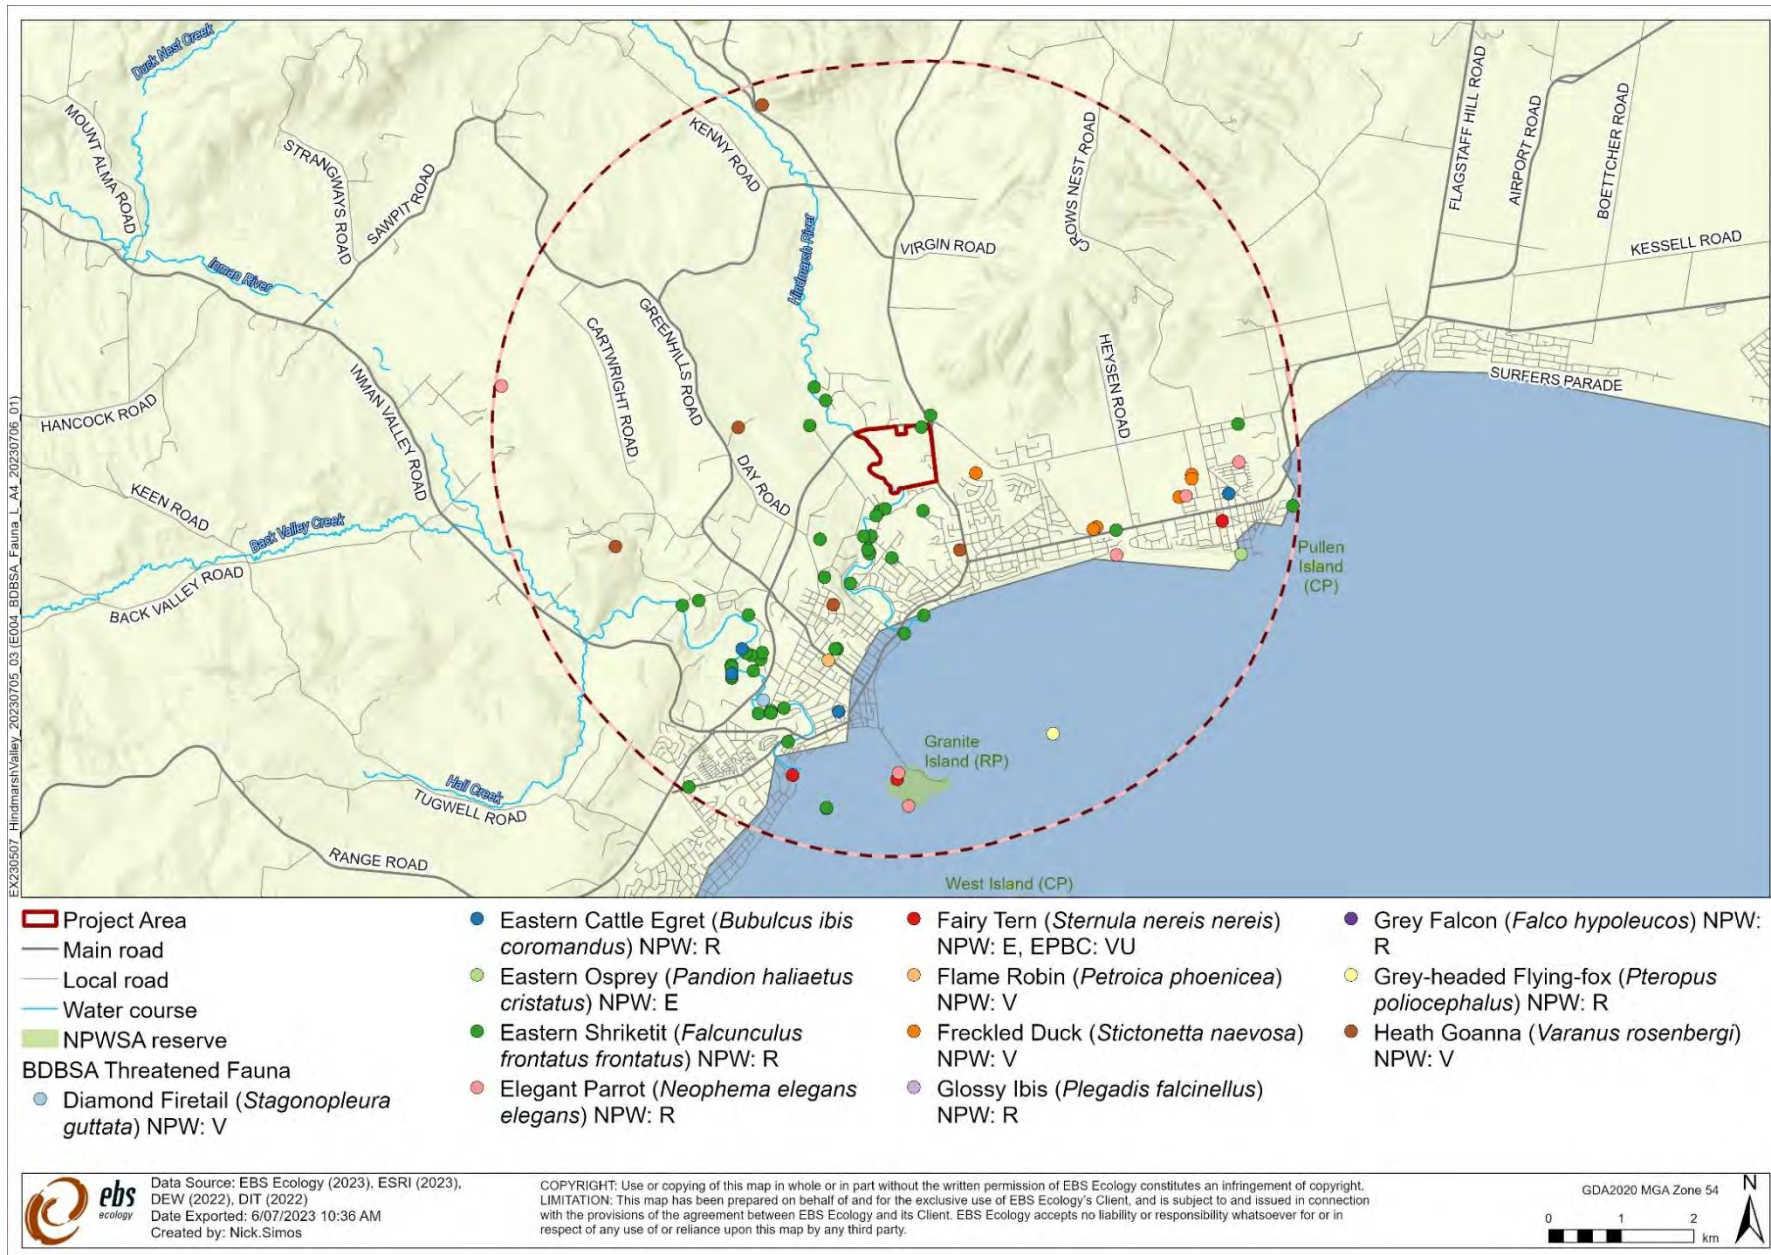 Duck Nest Creek
MOUNT ALMA ROAD
STRANGWAYS ROAD
SAWPIT ROAD
KENNY ROAD
CROWS NEST ROAD
FLAGSTAFF HILL ROAD
AIRPORT ROAD
BOETTCHER ROAD
KESSELL ROAD
VIRGIN ROAD
Inman River
Hindmarsh River
GREENHILLS ROAD
CARTWRIGHT ROAD
HEYSEN ROAD
SURFERS PARADE
INMAN VALLEY ROAD
HANCOCK ROAD
DAY ROAD
KEEN ROAD
Back Valley Creek
BACK VALLEY ROAD
Pullen
Island
(CP)
Granite
Island (RP)
Hall Creek
TUGWELL ROAD
RANGE ROAD
West Island (CP)
EX230507_HindmarshValley_20230705_03 (E004_BDBSA_Fauna_L_A4_20230706_01)
Project Area
Main road
Local road
Water course
NPWSA reserve
BDBSA Threatened Fauna
Diamond Firetail (Stagonopleura
guttata) NPW: V
Eastern Cattle Egret (Bubulcus ibis
coromandus) NPW: R
Eastern Osprey (Pandion haliaetus
cristatus) NPW: E
Eastern Shriketit (Falcunculus
frontatus frontatus) NPW: R
Elegant Parrot (Neophema elegans
elegans) NPW: R
Fairy Tern (Sternula nereis nereis)
NPW: E, EPBC: VU
Flame Robin (Petroica phoenicea)
NPW: V
Freckled Duck (Stictonetta naevosa)
NPW: V
Glossy Ibis (Plegadis falcinellus)
NPW: R
Grey Falcon (Falco hypoleucos) NPW:
R
Grey-headed Flying-fox (Pteropus
poliocephalus) NPW: R
Heath Goanna (Varanus rosenbergi)
NPW: V
ebs
ecology
Data Source: EBS Ecology (2023), ESRI (2023),
DEW (2022), DIT (2022)
Date Exported: 6/07/2023 10:36 AM
Created by: Nick.Simos
COPYRIGHT: Use or copying of this map in whole or in part without the written permission of EBS Ecology constitutes an infringement of copyright.
LIMITATION: This map has been prepared on behalf of and for the exclusive use of EBS Ecology's Client, and is subject to and issued in connection
with the provisions of the agreement between EBS Ecology and its Client. EBS Ecology accepts no liability or responsibility whatsoever for or in
respect of any use of or reliance upon this map by any third party.
GDA2020 MGA Zone 54
0 1 2
km
N